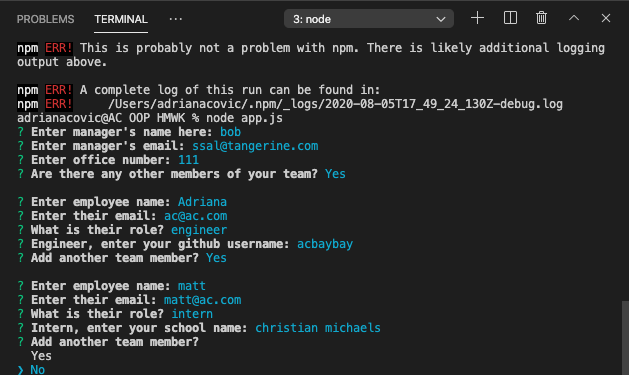 PROBLEMS TERMINAL ••• 3: node
npm ERR! This is probably not a problem with npm. There is likely additional logging
output above.
npm ERR! A complete log of this run can be found in:
npm ERR!     /Users/adrianacovic/.npm/_logs/2020-08-05T17_49_24_130Z-debug.log
adrianacovic@AC OOP HMWK % node app.js
? Enter manager's name here: bob
? Enter manager's email: ssal@tangerine.com
? Enter office number: 111
? Are there any other members of your team? Yes
? Enter employee name: Adriana
? Enter their email: ac@ac.com
? What is their role? engineer
? Engineer, enter your github username: acbaybay
? Add another team member? Yes
? Enter employee name: matt
? Enter their email: matt@ac.com
? What is their role? intern
? Intern, enter your school name: christian michaels
? Add another team member?
Yes
❯ No